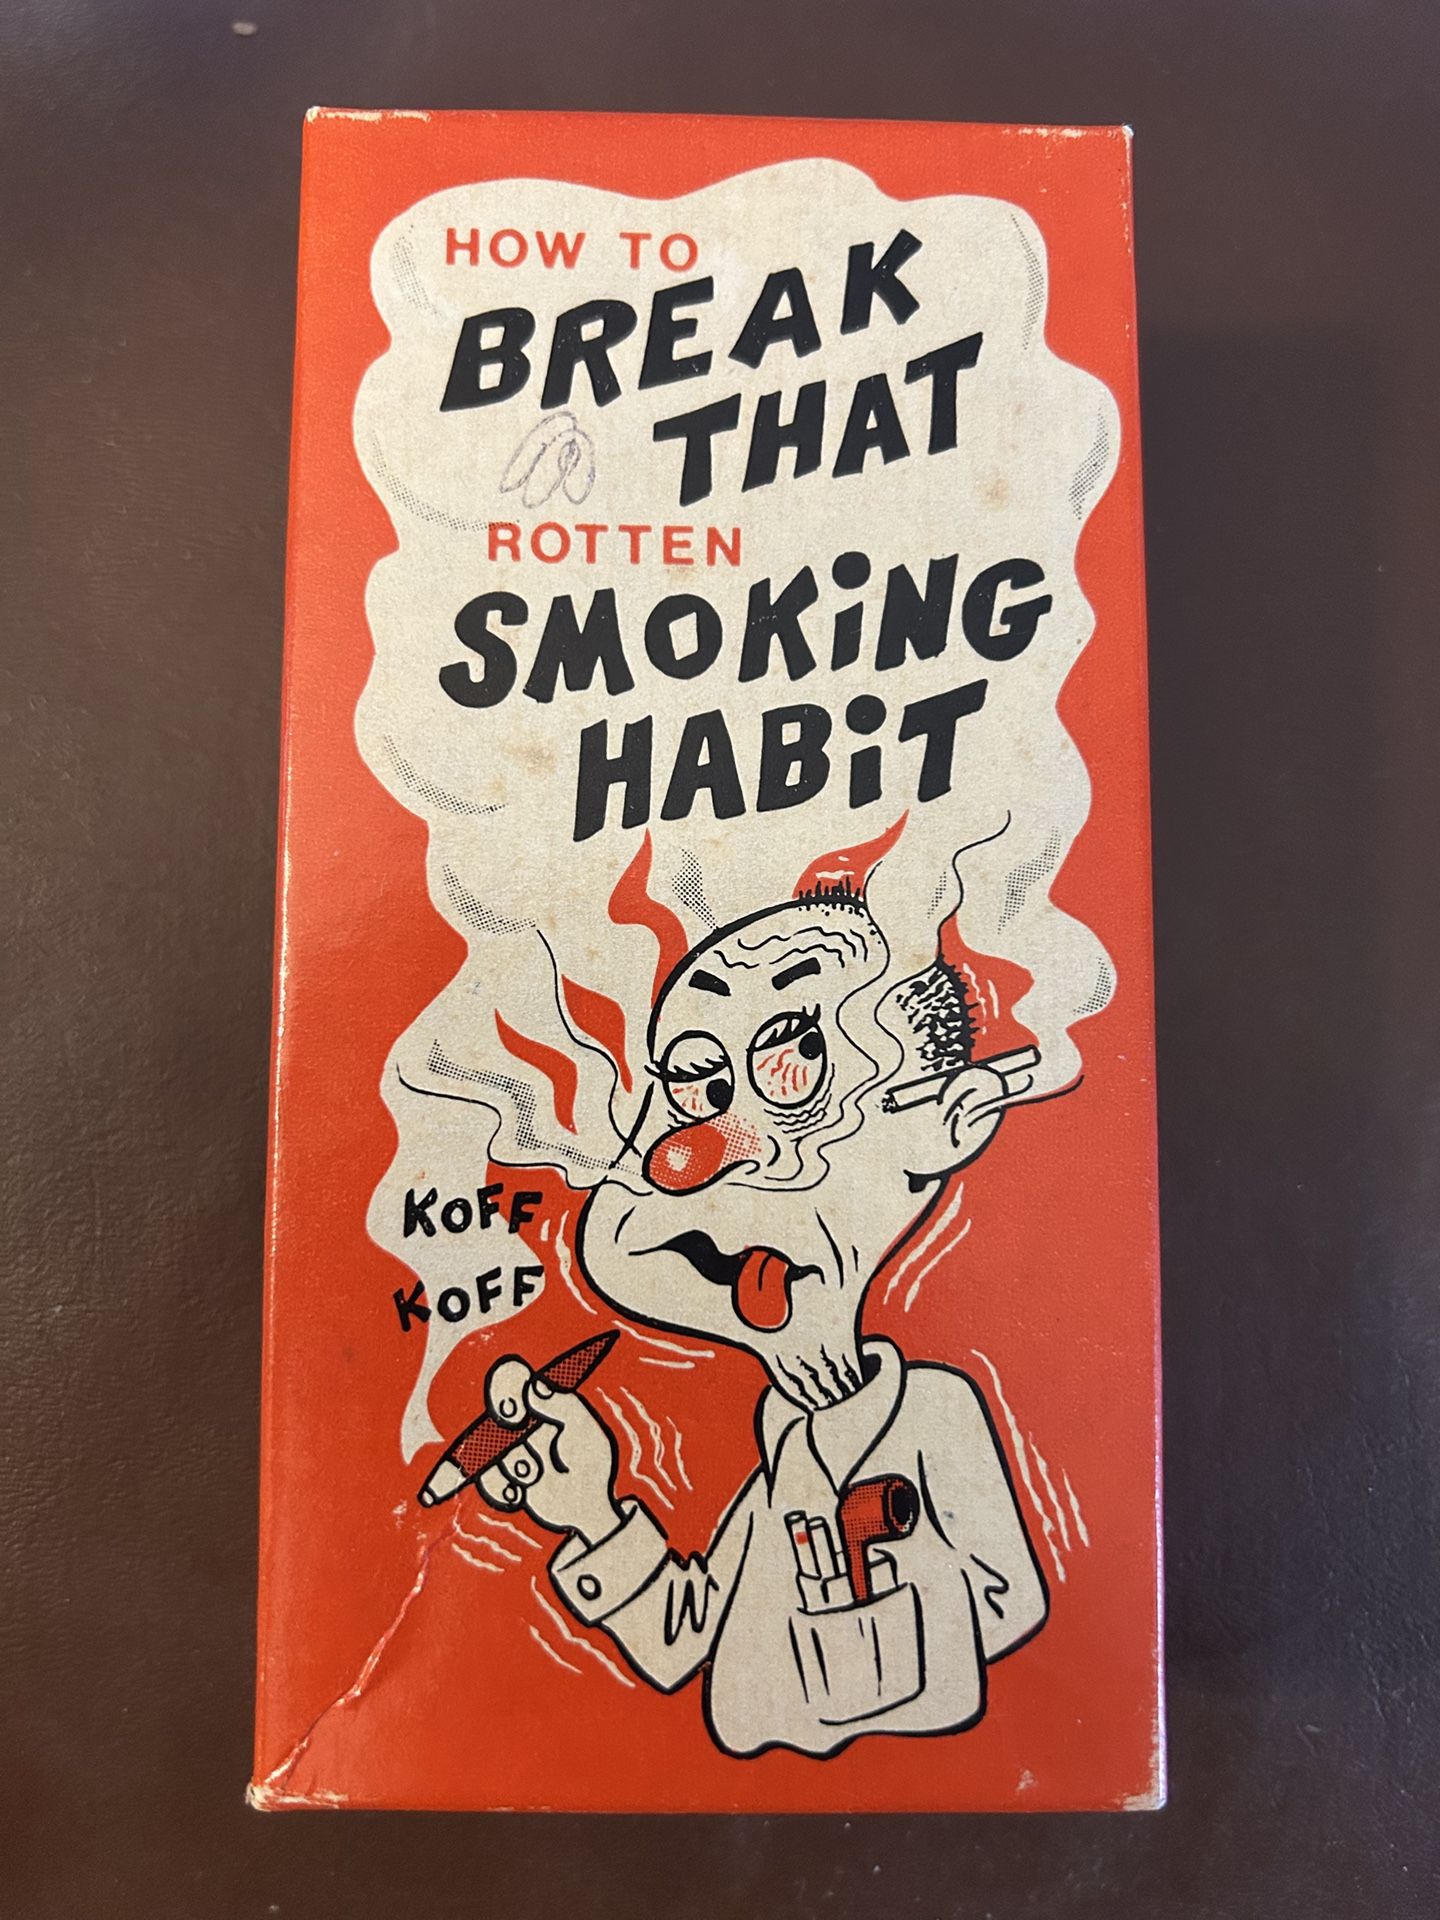 HOW TO
BREAK
THAT
ROTTEN
SMOKiNG
HABiT
KOFF
KOFF